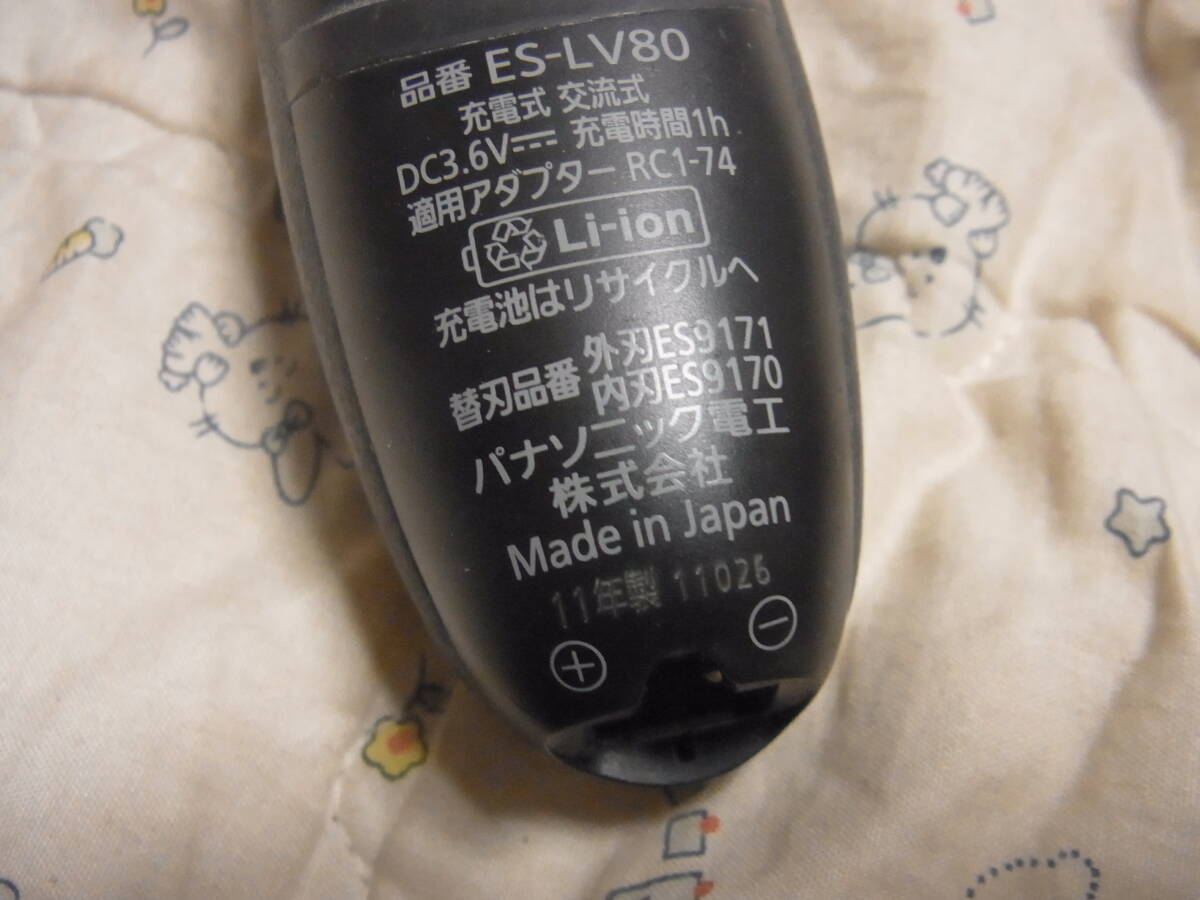 品番 ES-LV80
充電式 交流式
DC3.6V⎓ 充電時間1h
適用アダプター RC1-74
Li-ion
充電池はリサイクルへ
替刃品番 外刃ES9171
内刃ES9170
パナソニック電工
株式会社
Made in Japan
11年製 11026
+ −